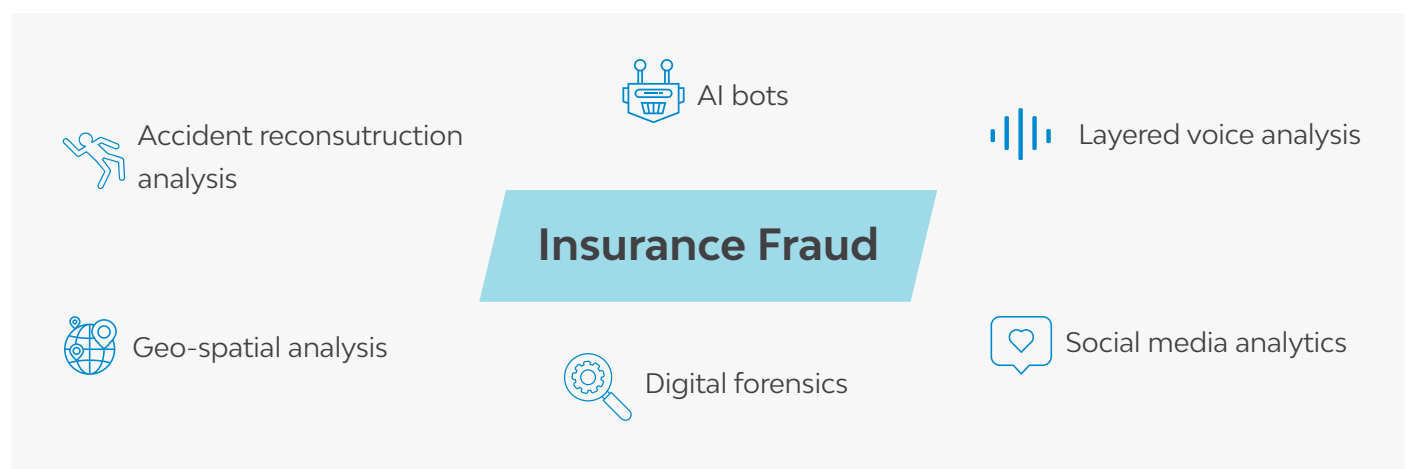 AI bots
Accident reconsutruction
analysis
Layered voice analysis
Insurance Fraud
Geo-spatial analysis
Social media analytics
Digital forensics